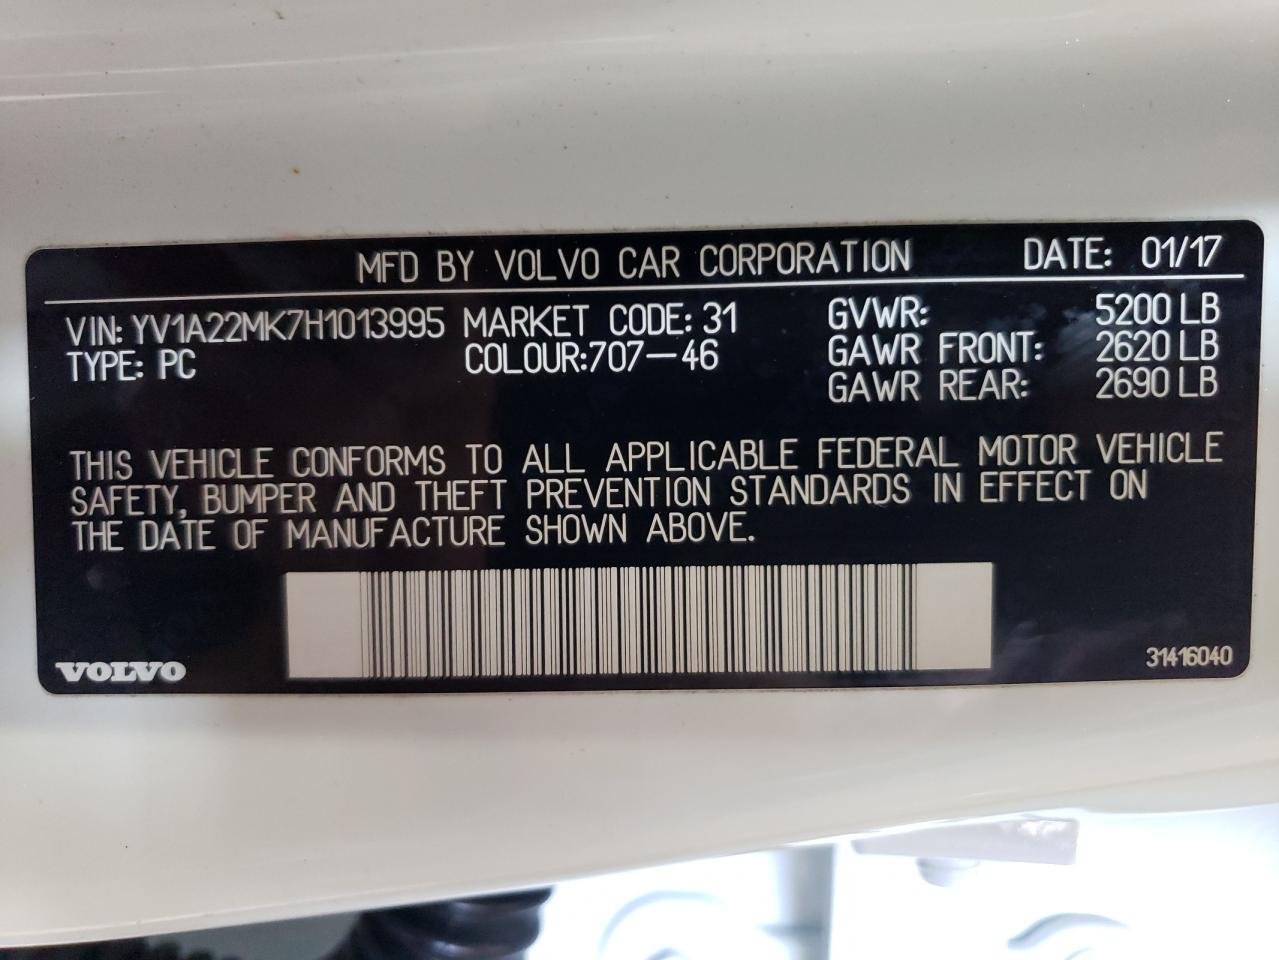 MFD BY VOLVO CAR CORPORATION DATE: 01/17
VIN: YV1A22MK7H1013995 MARKET CODE: 31 GVWR: 5200 LB
TYPE: PC COLOUR:707-46 GAWR FRONT: 2620 LB
GAWR REAR: 2690 LB
THIS VEHICLE CONFORMS TO ALL APPLICABLE FEDERAL MOTOR VEHICLE
SAFETY, BUMPER AND THEFT PREVENTION STANDARDS IN EFFECT ON
THE DATE OF MANUFACTURE SHOWN ABOVE.
VOLVO 31416040